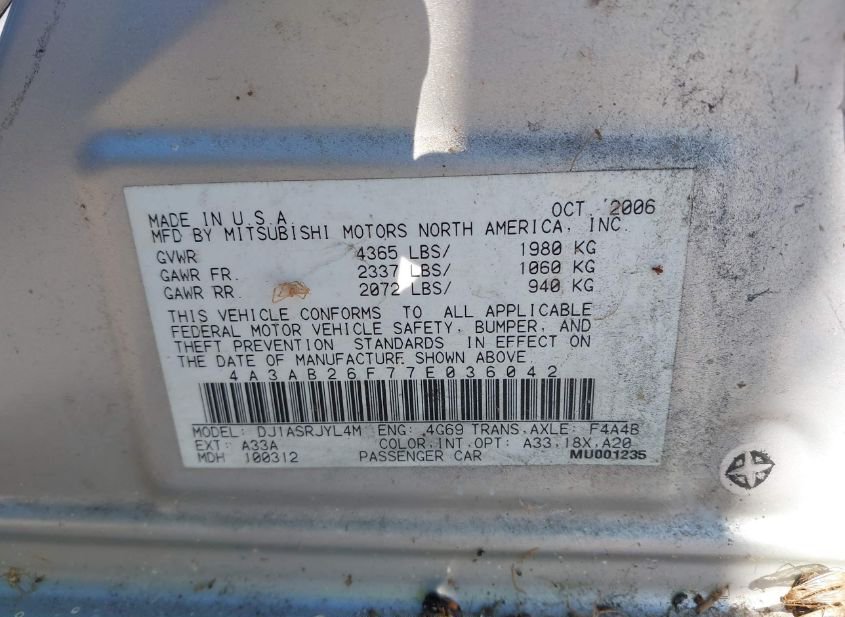 OCT 2006
MADE IN U.S.A
MFD BY MITSUBISHI MOTORS NORTH AMERICA, INC.
GVWR 4365 LBS/ 1980 KG
GAWR FR. 2337 LBS/ 1060 KG
GAWR RR. 2072 LBS/ 940 KG
THIS VEHICLE CONFORMS TO ALL APPLICABLE
FEDERAL MOTOR VEHICLE SAFETY, BUMPER, AND
THEFT PREVENTION STANDARDS IN EFFECT ON
THE DATE OF MANUFACTURE SHOWN ABOVE
4A3AB26F77E036042
MODEL: DJ1ASRJYL4M ENG: 4G69 TRANS.AXLE: F4A4B
EXT: A33A COLOR.INT.OPT: A33.18X.A20
MDH 100312 PASSENGER CAR MU001235